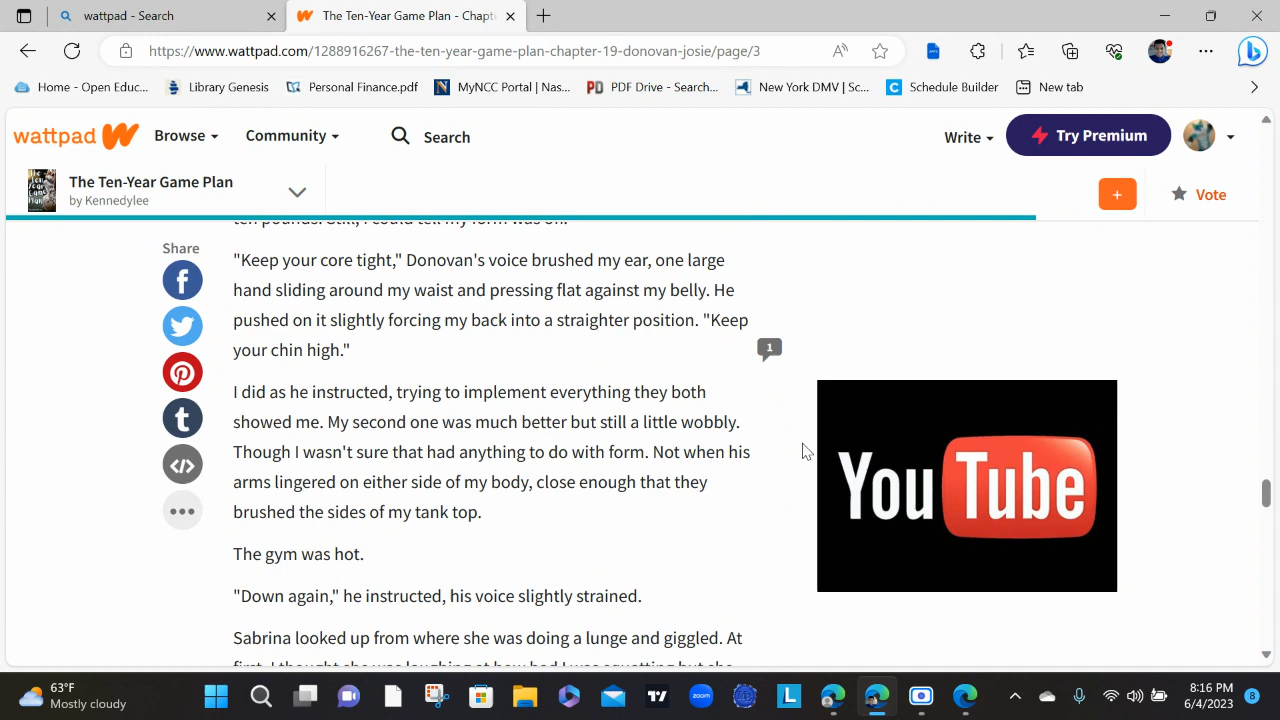 wattpad - Search
The Ten-Year Game Plan - Chapt
https://www.wattpad.com/1288916267-the-ten-year-game-plan-chapter-19-donovan-josie/page/3
Home - Open Educ...
Library Genesis
Personal Finance.pdf
MyNCC Portal | Nas...
PDF Drive - Search...
New York DMV | Sc...
Schedule Builder
New tab
wattpad
Browse
Community
Search
Write
Try Premium
The Ten-Year Game Plan
by Kennedylee
+
Vote
Share
"Keep your core tight," Donovan's voice brushed my ear, one large
hand sliding around my waist and pressing flat against my belly. He
pushed on it slightly forcing my back into a straighter position. "Keep
your chin high."
1
I did as he instructed, trying to implement everything they both
showed me. My second one was much better but still a little wobbly.
Though I wasn't sure that had anything to do with form. Not when his
arms lingered on either side of my body, close enough that they
brushed the sides of my tank top.
The gym was hot.
"Down again," he instructed, his voice slightly strained.
Sabrina looked up from where she was doing a lunge and giggled. At
YouTube
63°F
Mostly cloudy
zoom
8:16 PM
6/4/2023
8